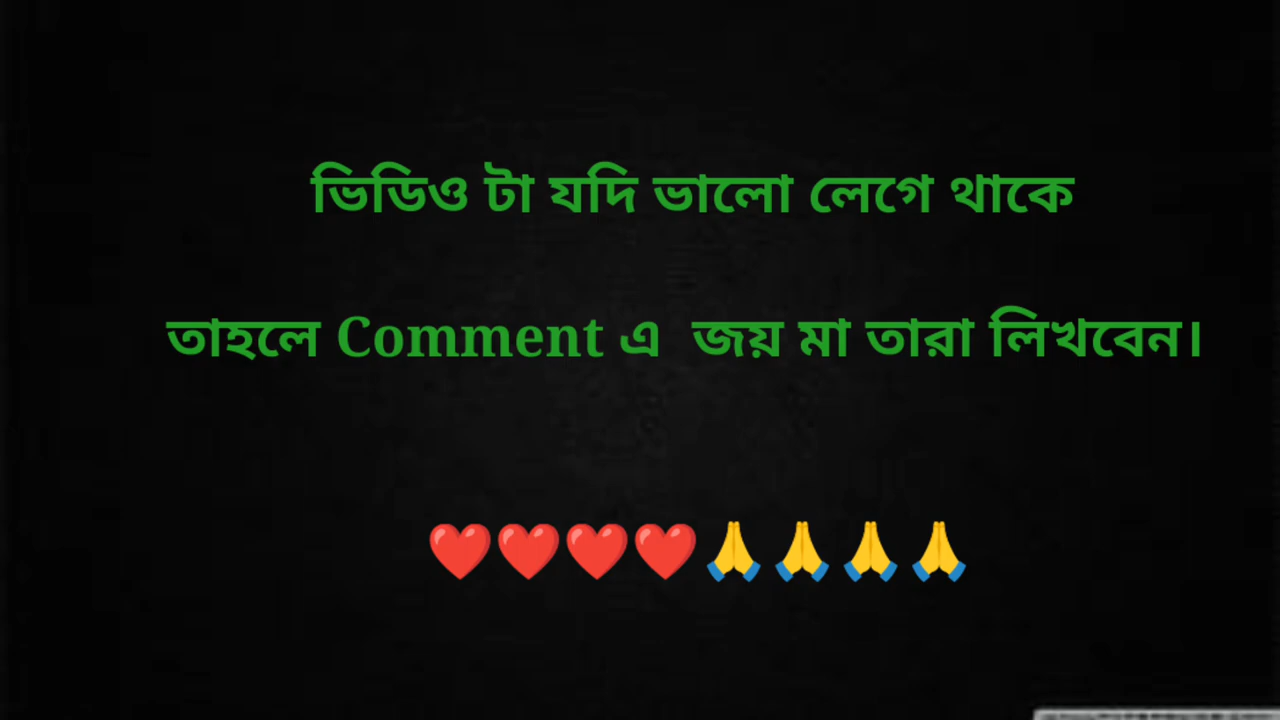 ভিডিও টা যদি ভালো লেগে থাকে
তাহলে Comment এ জয় মা তারা লিখবেন।
❤️❤️❤️❤️🙏🙏🙏🙏